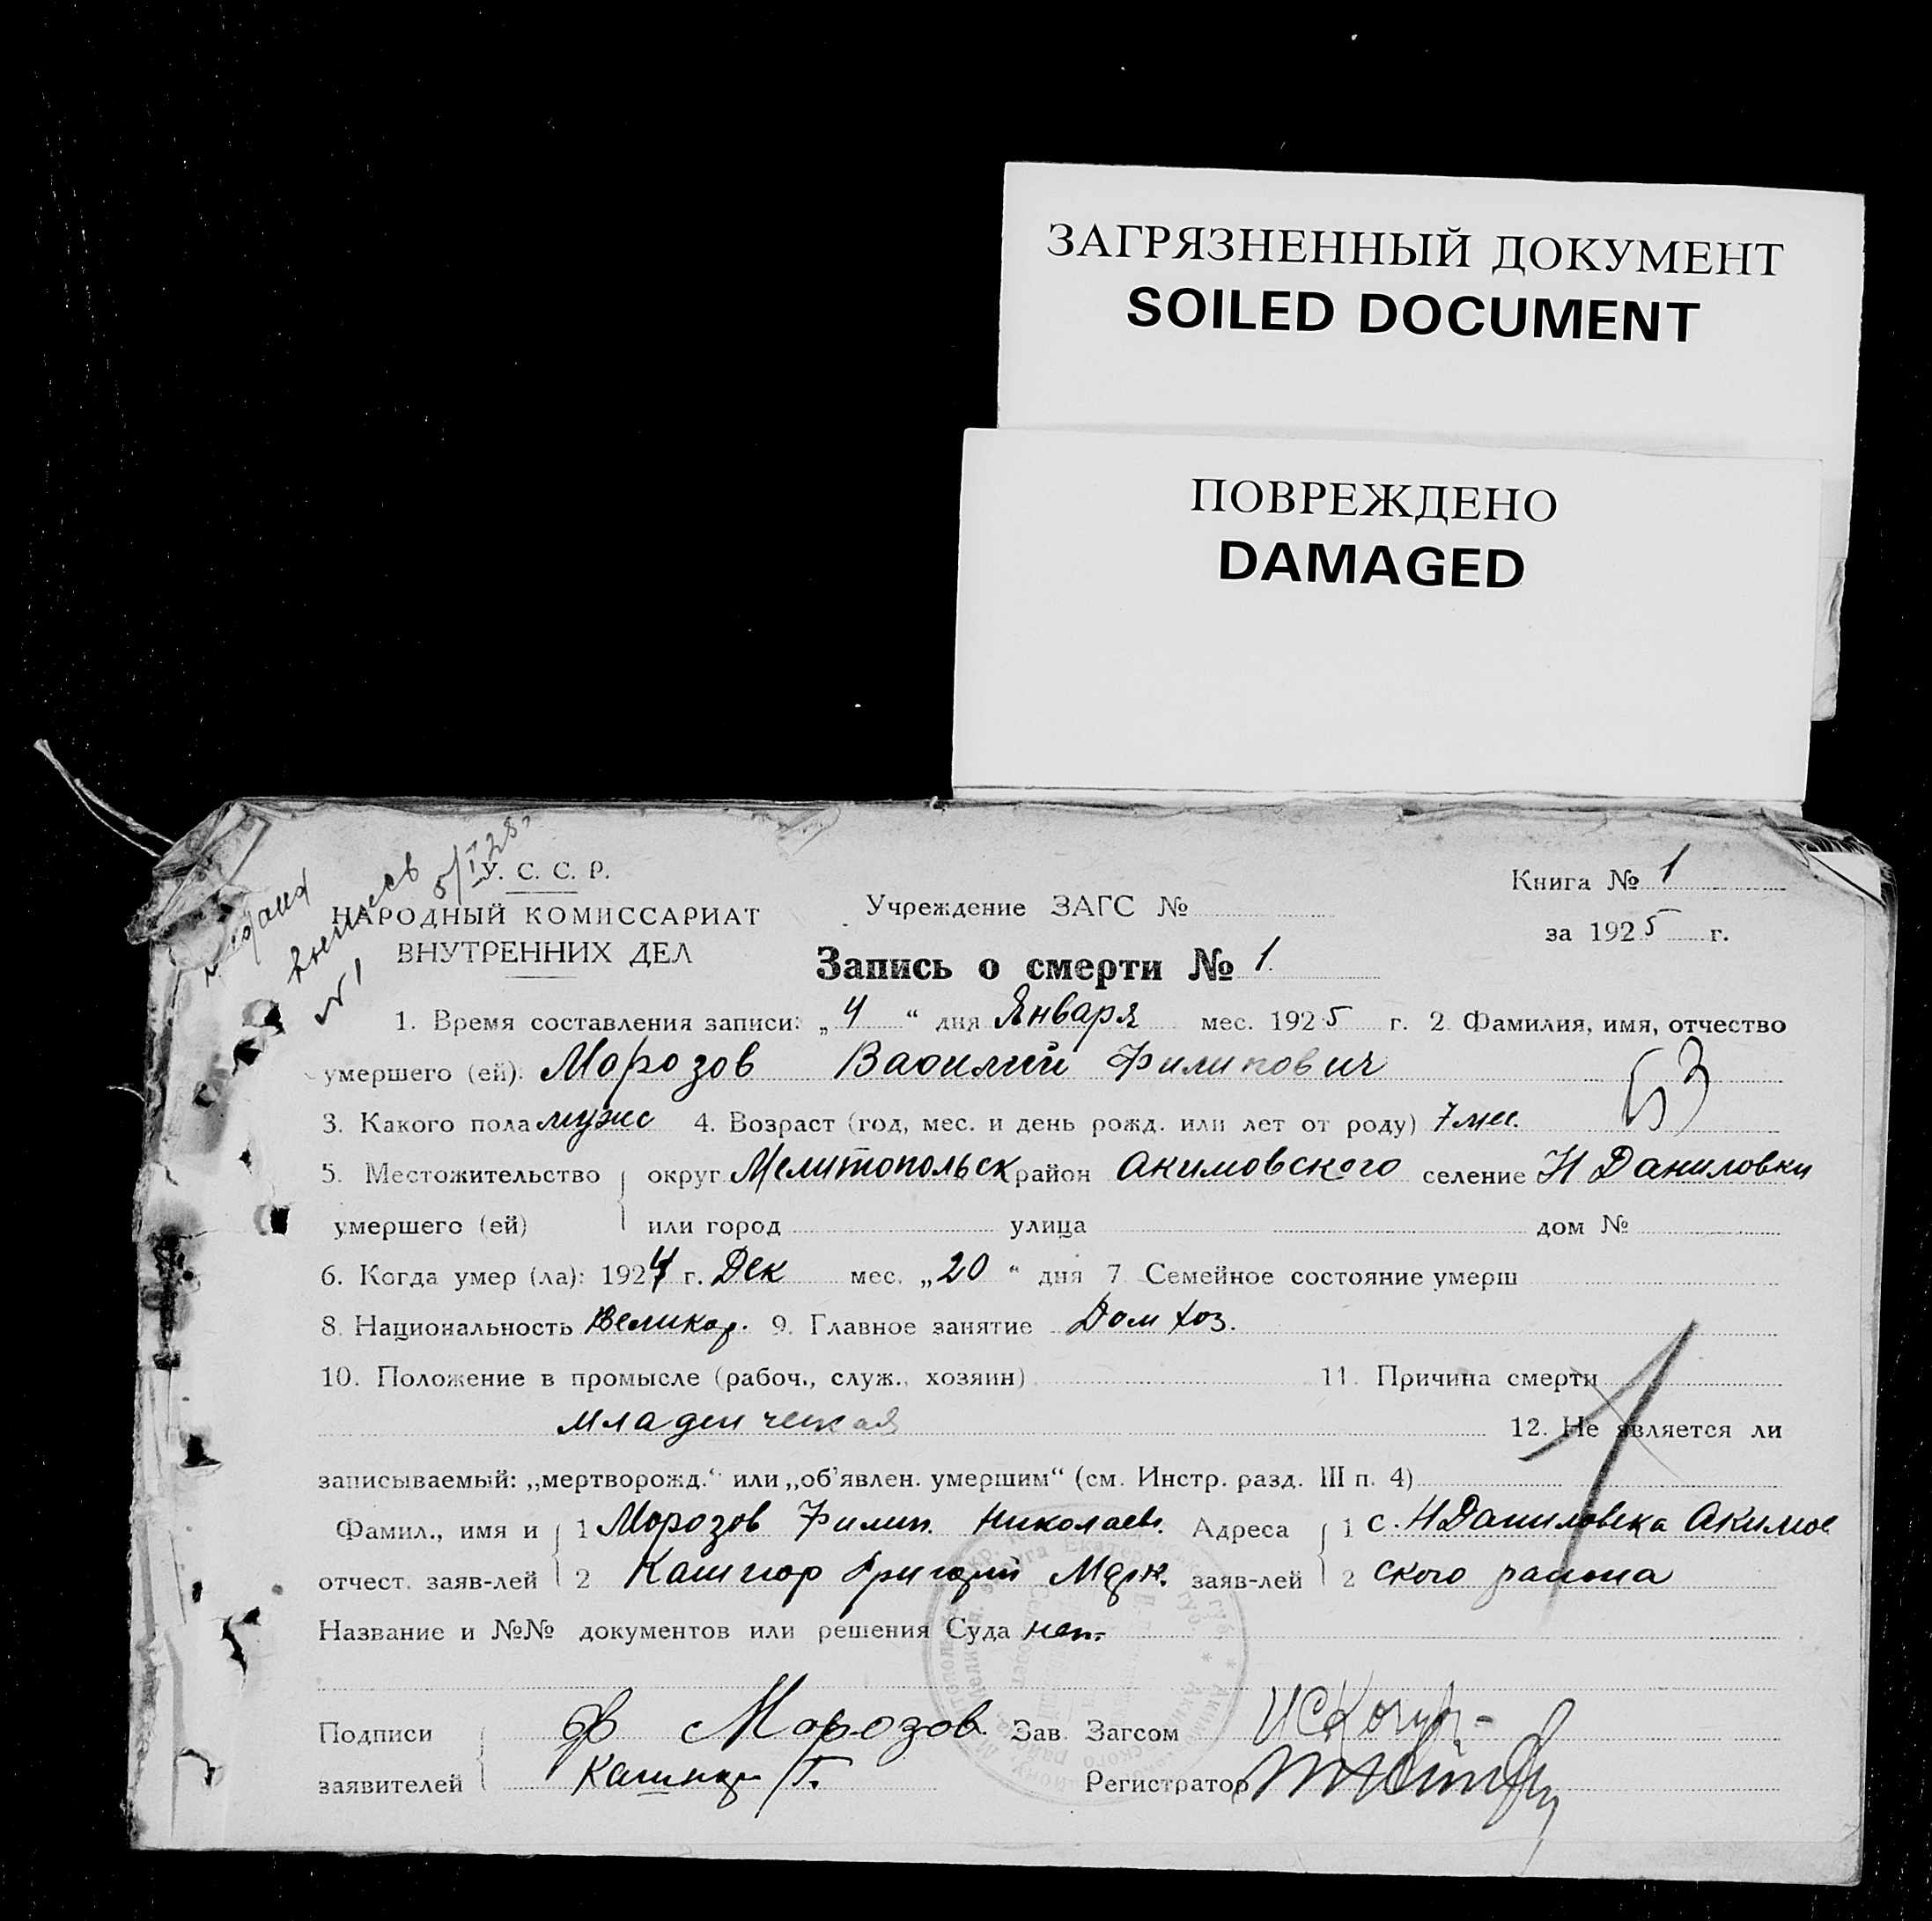 ЗАГРЯЗНЕННЫЙ ДОКУМЕНТ
SOILED DOCUMENT
ПОВРЕЖДЕНО
DAMAGED
У. С. С. Р.
НАРОДНЫЙ КОМИССАРИАТ
ВНУТРЕННИХ ДЕЛ
№ 1
Учреждение ЗАГС №
Книга № 1
за 1925 г.
Запись о смерти № 1.
1. Время составления записи: „4“ дня Января мес. 1925 г. 2 Фамилия, имя, отчество
умершего (ей). Морозов Василий Филипович
53
3. Какого пола мужс 4. Возраст (год, мес. и день рожд. или лет от роду) 7 мес.
5. Местожительство округ Мелитопольск район Акимовского селение Н Даниловки
умершего (ей) или город улица дом №
6. Когда умер (ла): 1924 г. Дек мес. „20“ дня 7 Семейное состояние умерш
8. Национальность Великор. 9. Главное занятие Дом хоз.
10. Положение в промысле (рабоч., служ., хозяин) 11. Причина смерти
младенческая 12. Не является ли
записываемый: „мертворожд.“ или „об’явлен. умершим“ (см. Инстр. разд. III п. 4)
Фамил., имя и 1 Морозов Филип. Николаев. Адреса 1 с. Н Даниловка Акимов
отчест. заяв-лей 2 Григорий Марк. заяв-лей 2 ского района
Название и №№ документов или решения Суда нет.
Подписи Ф Морозов Зав. Загсом
заявителей Г. Регистратор